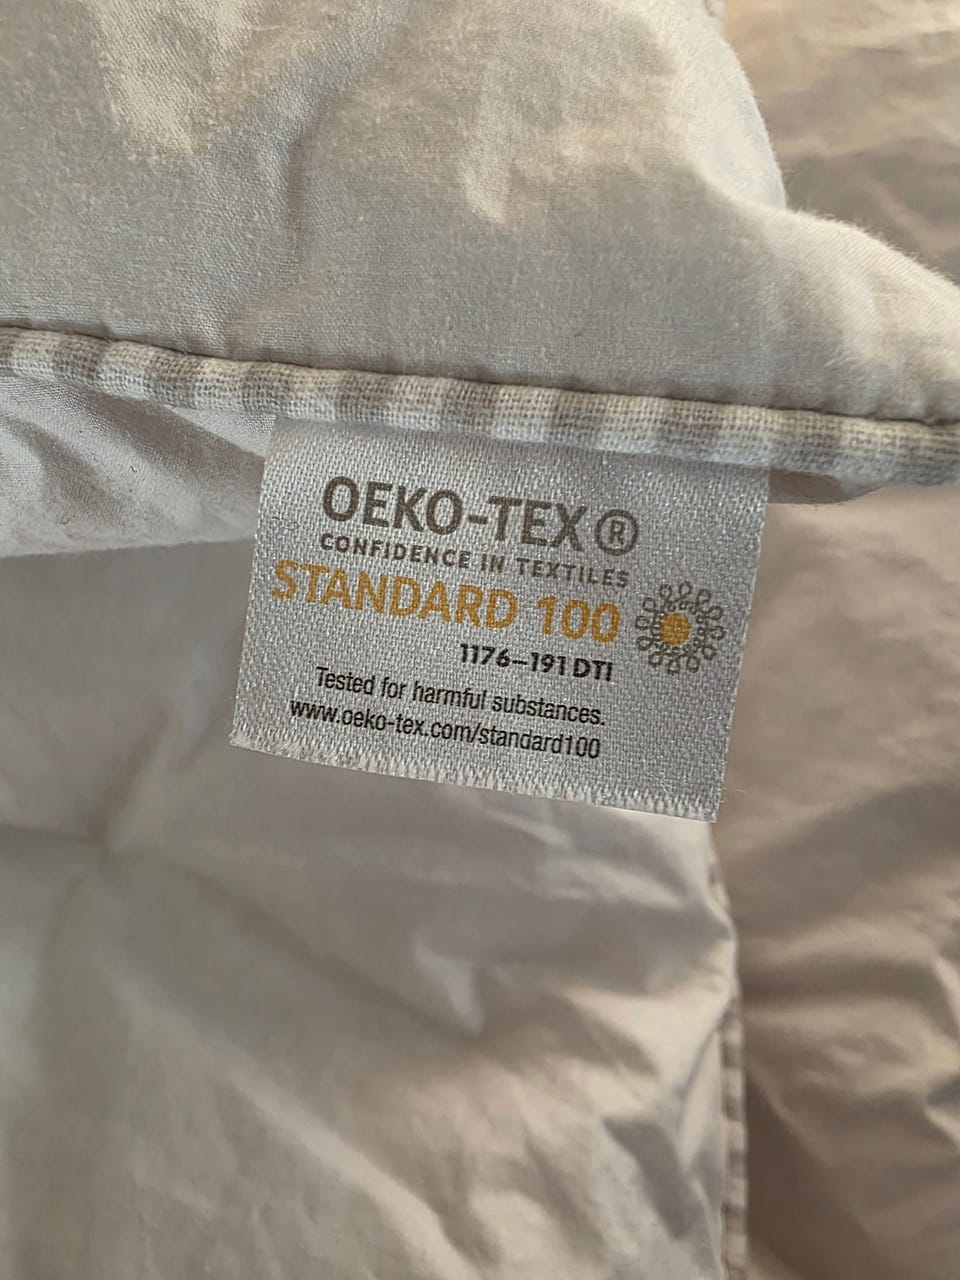 OEKO-TEX®
CONFIDENCE IN TEXTILES
STANDARD 100
1176-191 DTI
Tested for harmful substances.
www.oeko-tex.com/standard100